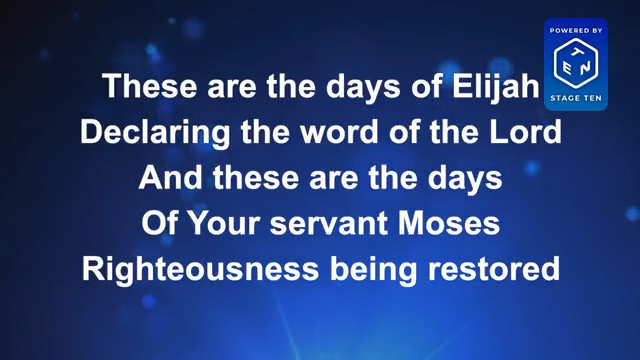 POWERED BY
TEN
STAGE TEN
These are the days of Elijah
Declaring the word of the Lord
And these are the days
Of Your servant Moses
Righteousness being restored